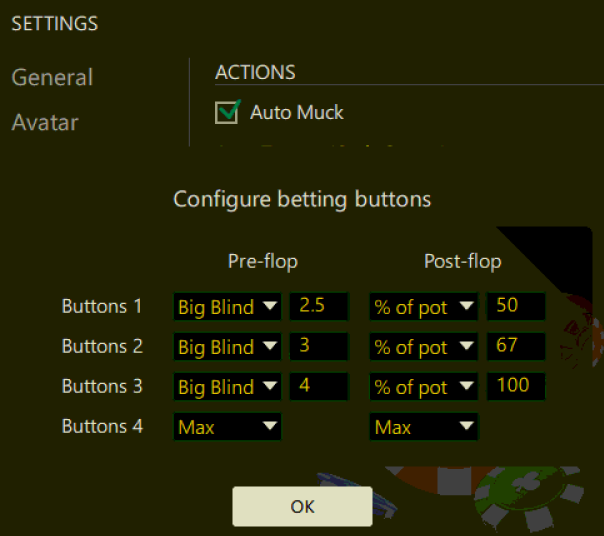 SETTINGS
General
ACTIONS
Auto Muck
Avatar
Configure betting buttons
Pre-flop Post-flop
Buttons 1 Big Blind 2.5 % of pot 50
Buttons 2 Big Blind 3 % of pot 67
Buttons 3 Big Blind 4 % of pot 100
Buttons 4 Max Max
OK